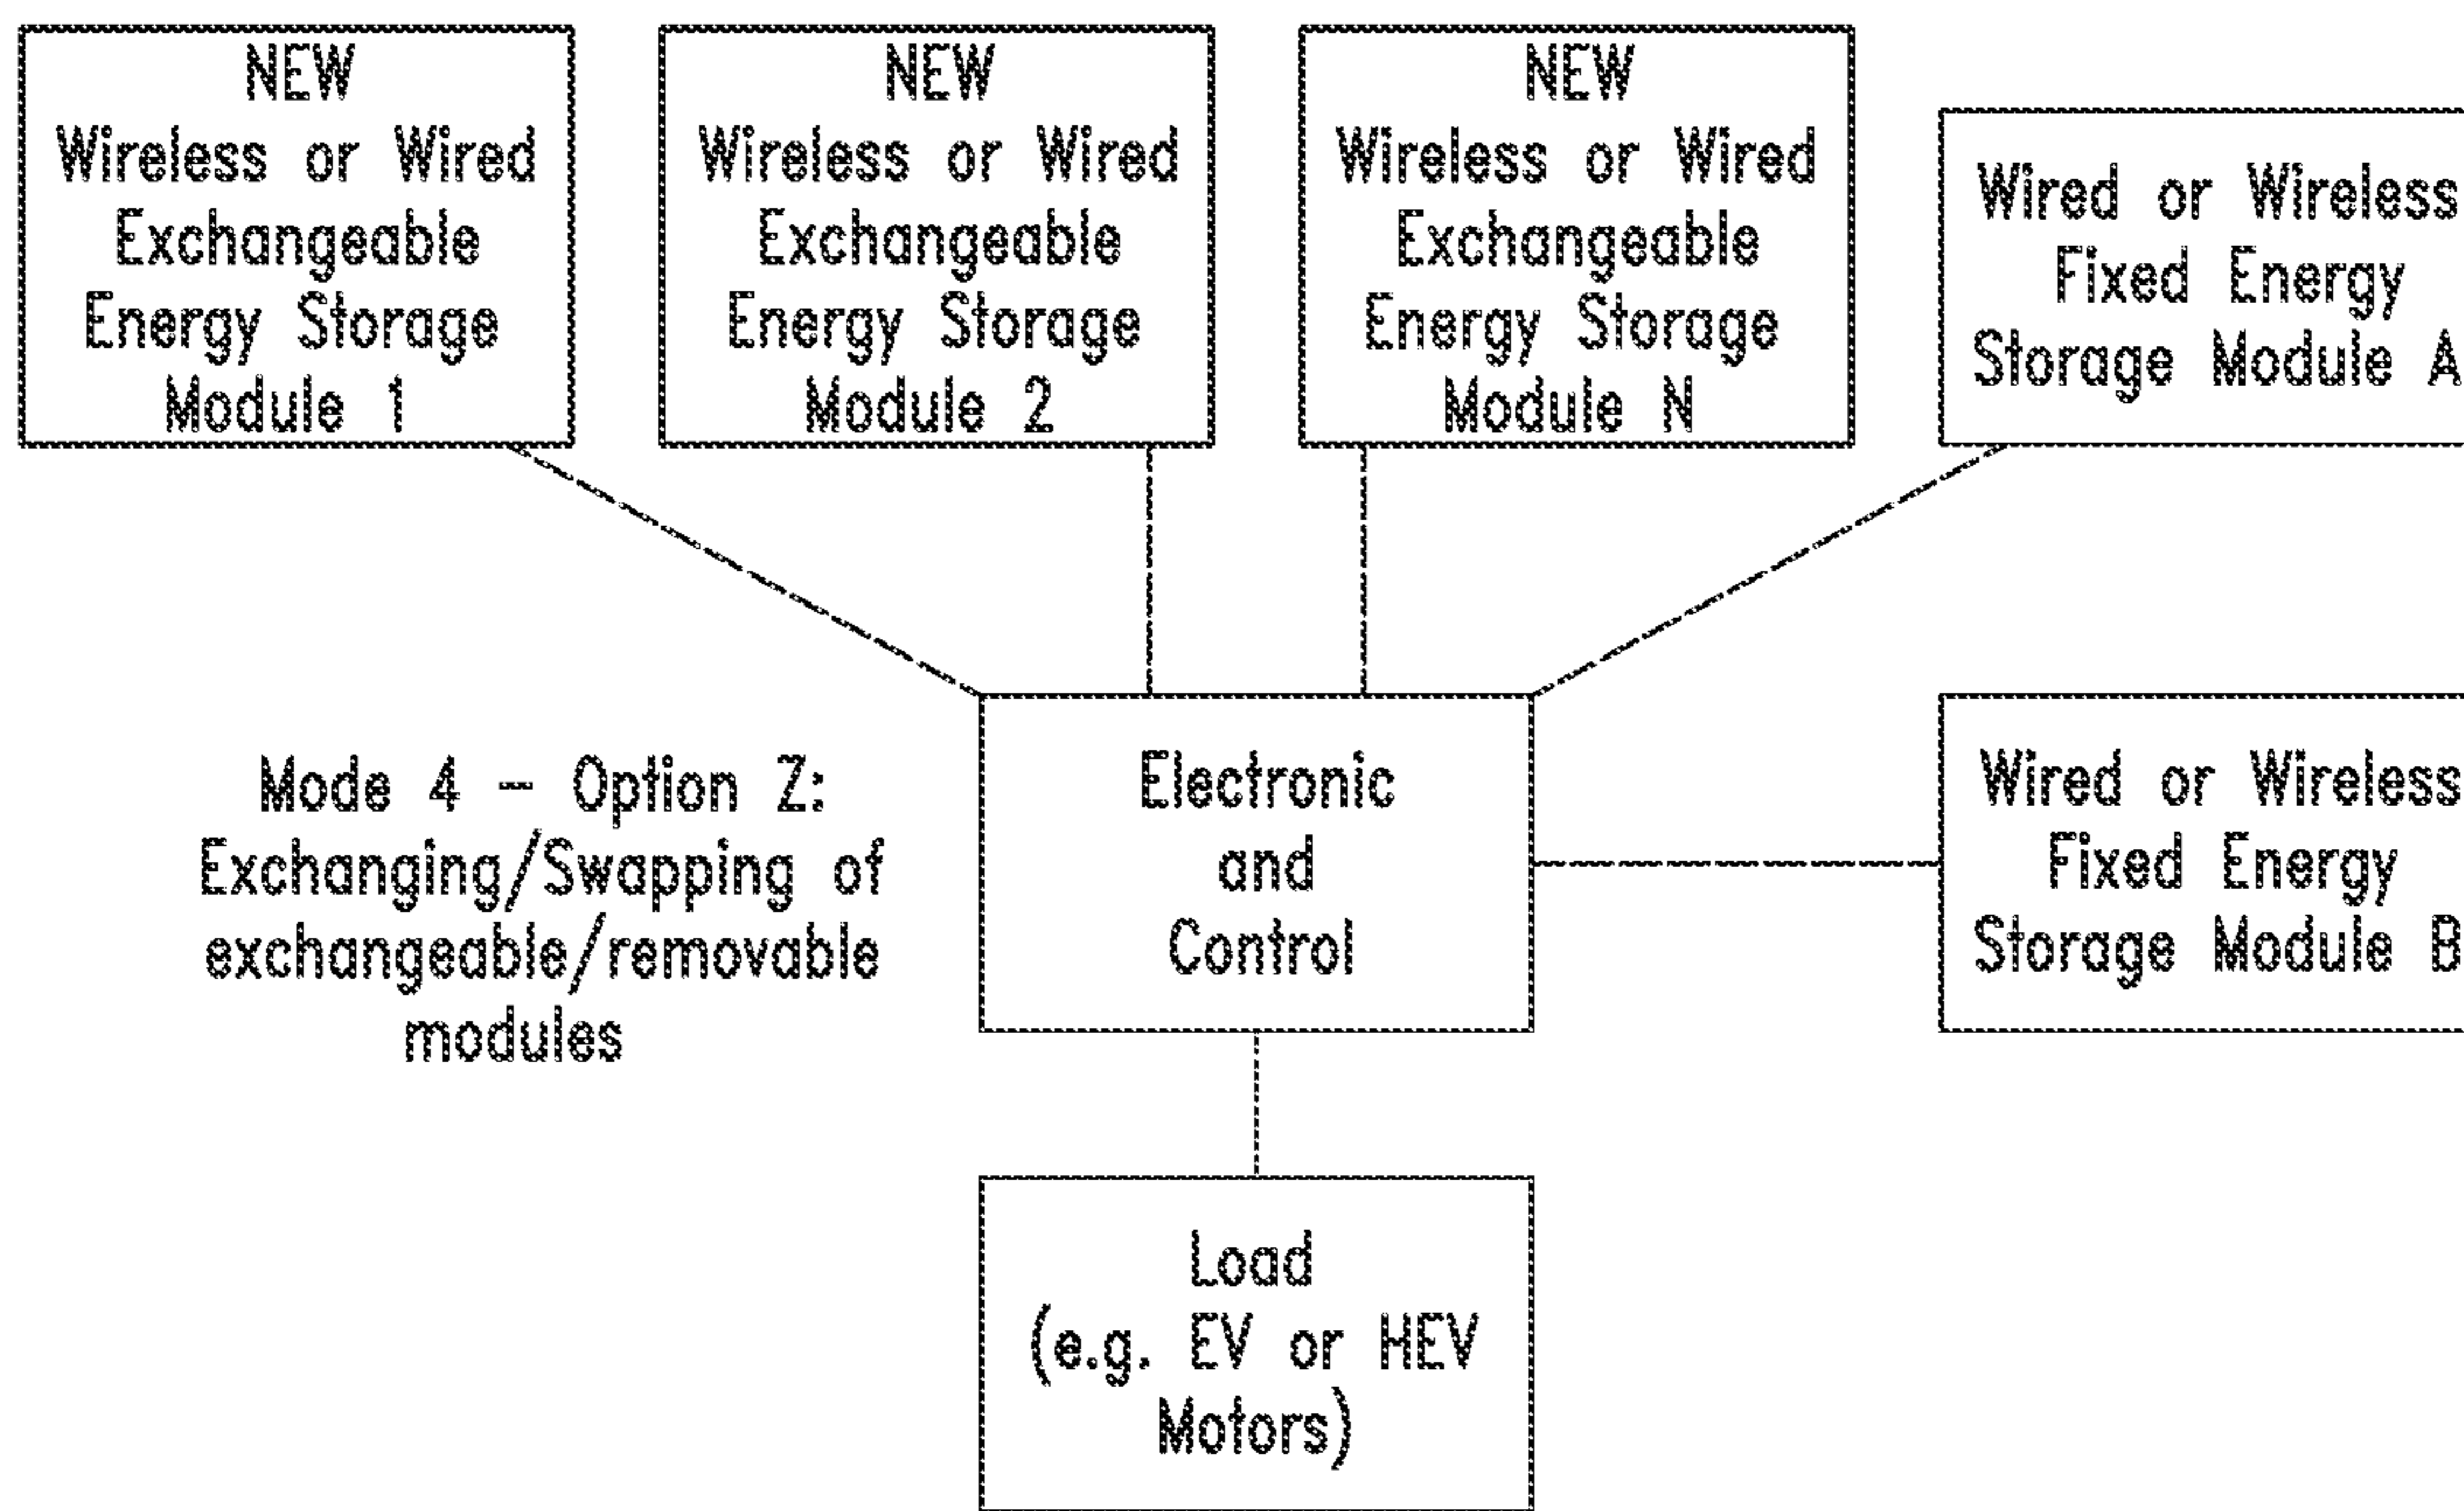 NEW
Wireless or Wired
Exchangeable
Energy Storage
Module 1
NEW
Wireless or Wired
Exchangeable
Energy Storage
Module 2
NEW
Wireless or Wired
Exchangeable
Energy Storage
Module N
Wired or Wireless
Fixed Energy
Storage Module A
Mode 4 - Option Z:
Exchanging/Swapping of
exchangeable/removable
modules
Electronic
and
Control
Wired or Wireless
Fixed Energy
Storage Module B
Load
(e.g. EV or HEV
Motors)